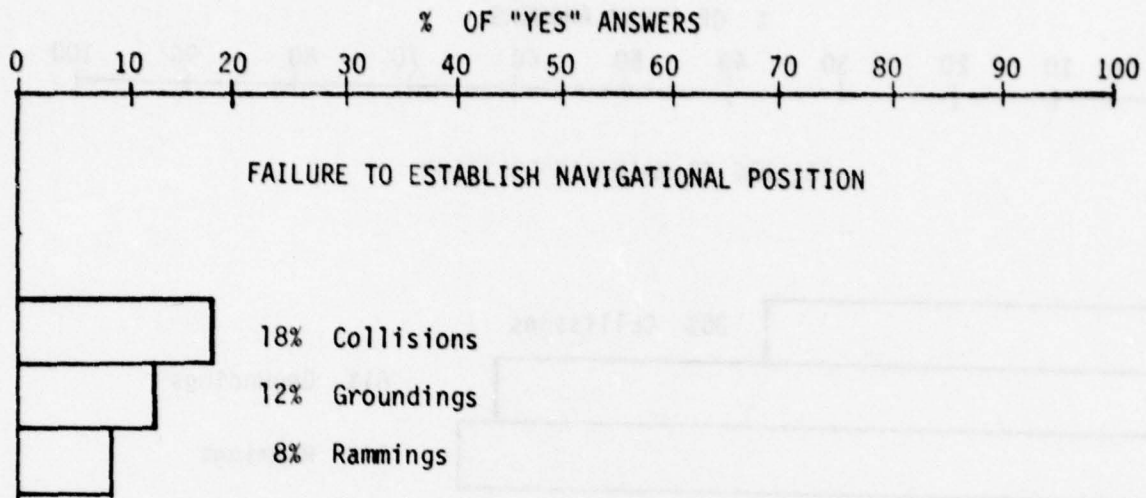 % OF "YES" ANSWERS
0 10 20 30 40 50 60 70 80 90 100
FAILURE TO ESTABLISH NAVIGATIONAL POSITION
18% Collisions
12% Groundings
8% Rammings